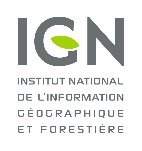 IGN
INSTITUT NATIONAL
DE L'INFORMATION
GÉOGRAPHIQUE
ET FORESTIÈRE